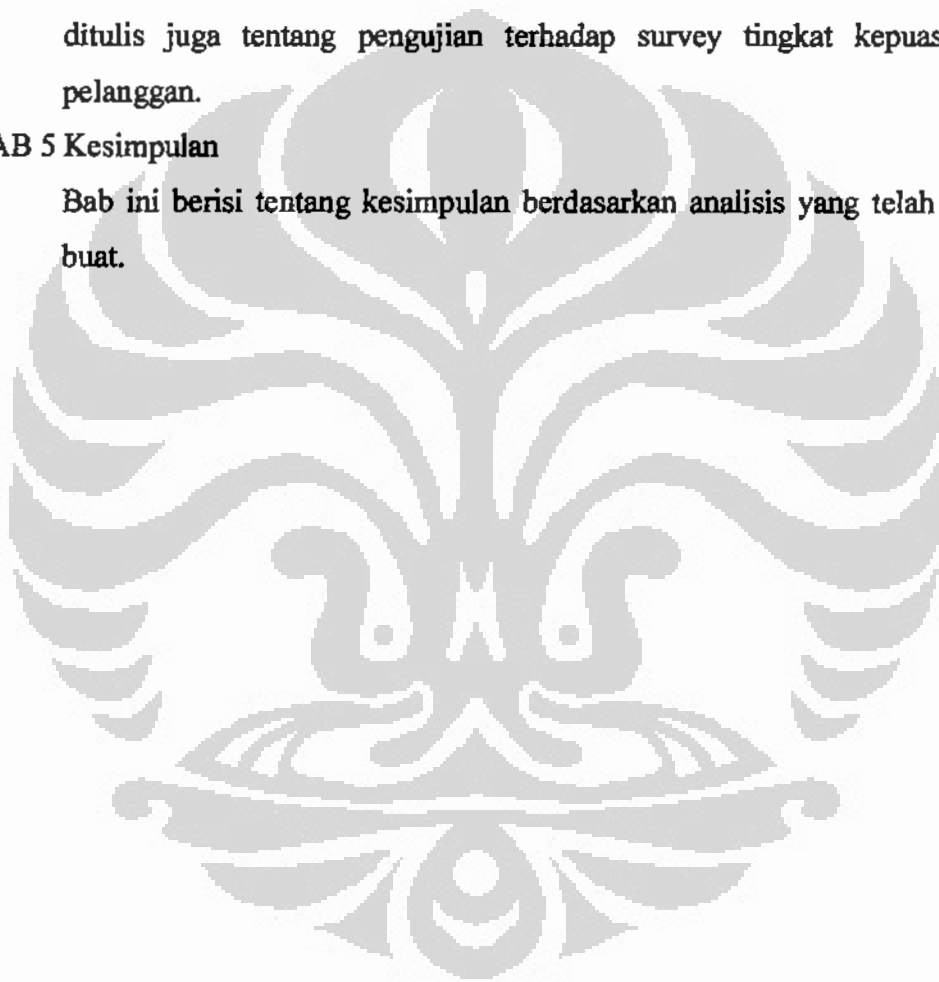 ditulis juga tentang pengujian terhadap survey tingkat kepuas
pelanggan.
AB 5 Kesimpulan
Bab ini berisi tentang kesimpulan berdasarkan analisis yang telah
buat.